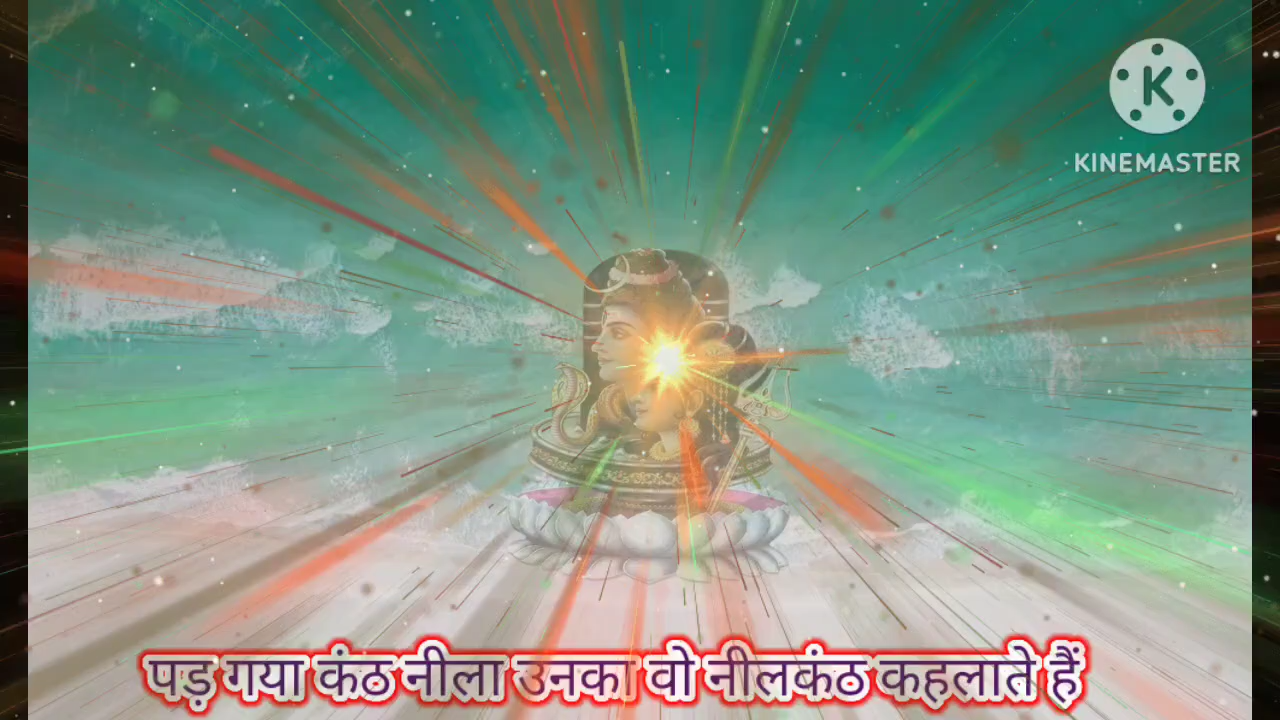 K
KINEMASTER
पड़ गया कंठ नीला उनका वो नीलकंठ कहलाते हैं